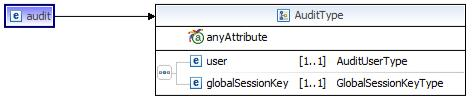 audit
AuditType
anyAttribute
user [1..1] AuditUserType
globalSessionKey [1..1] GlobalSessionKeyType